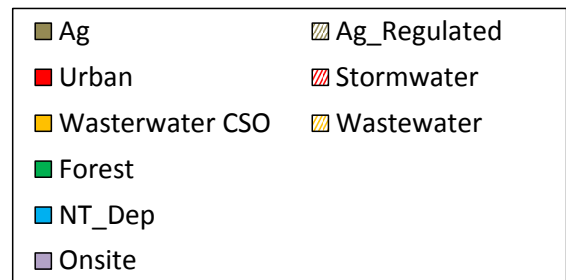 Ag Ag_Regulated
Urban Stormwater
Wasterwater CSO Wastewater
Forest
NT_Dep
Onsite